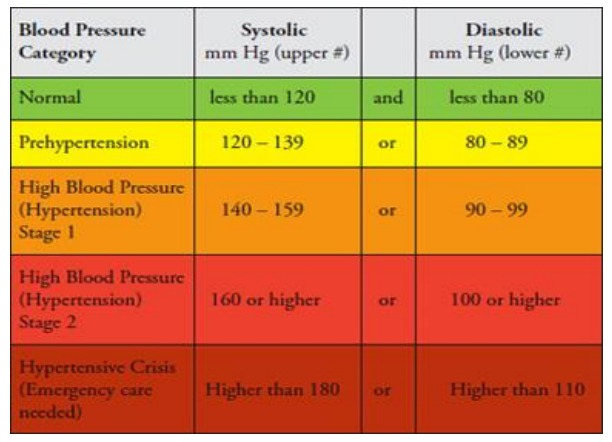 Blood Pressure Category Systolic mm Hg (upper #) Diastolic mm Hg (lower #)
Normal less than 120 and less than 80
Prehypertension 120 – 139 or 80 – 89
High Blood Pressure (Hypertension) Stage 1 140 – 159 or 90 – 99
High Blood Pressure (Hypertension) Stage 2 160 or higher or 100 or higher
Hypertensive Crisis (Emergency care needed) Higher than 180 or Higher than 110